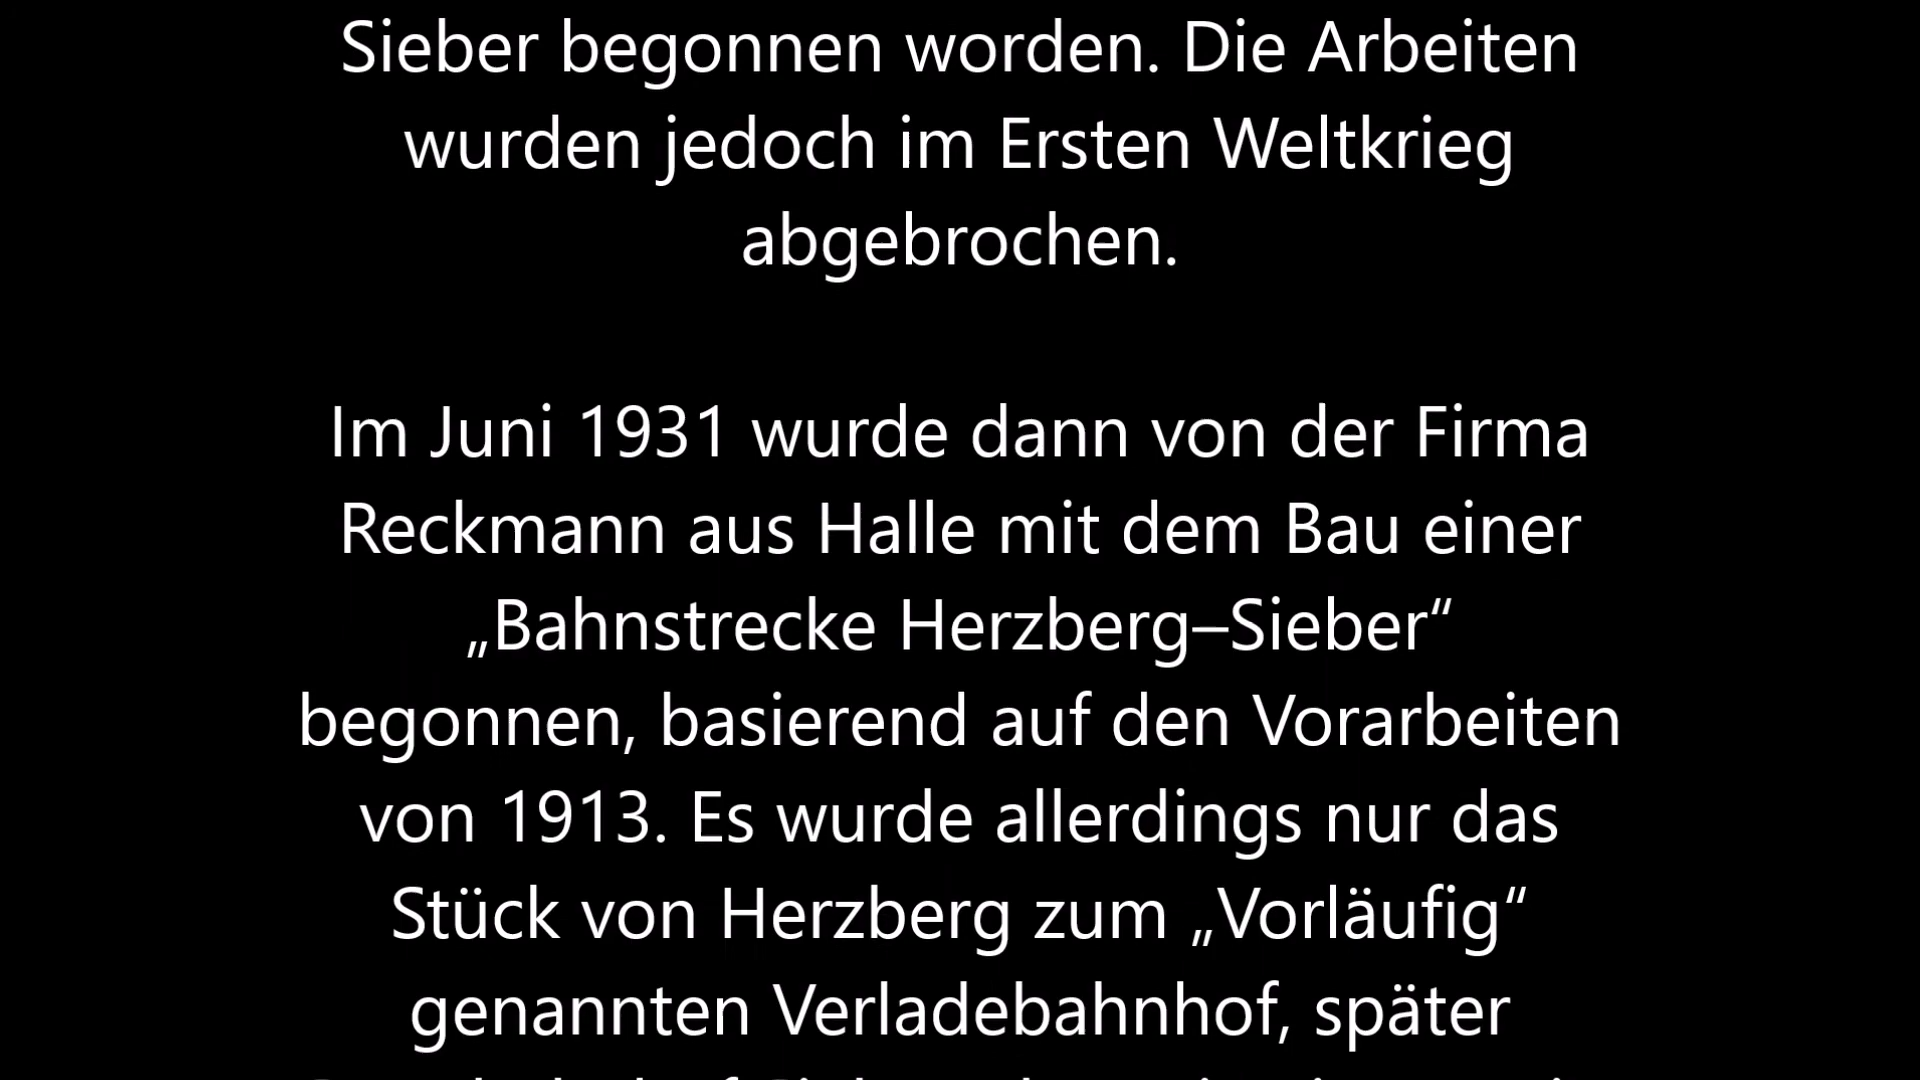 Sieber begonnen worden. Die Arbeiten
wurden jedoch im Ersten Weltkrieg
abgebrochen.
Im Juni 1931 wurde dann von der Firma
Reckmann aus Halle mit dem Bau einer
„Bahnstrecke Herzberg–Sieber“
begonnen, basierend auf den Vorarbeiten
von 1913. Es wurde allerdings nur das
Stück von Herzberg zum „Vorläufig“
genannten Verladebahnhof, später